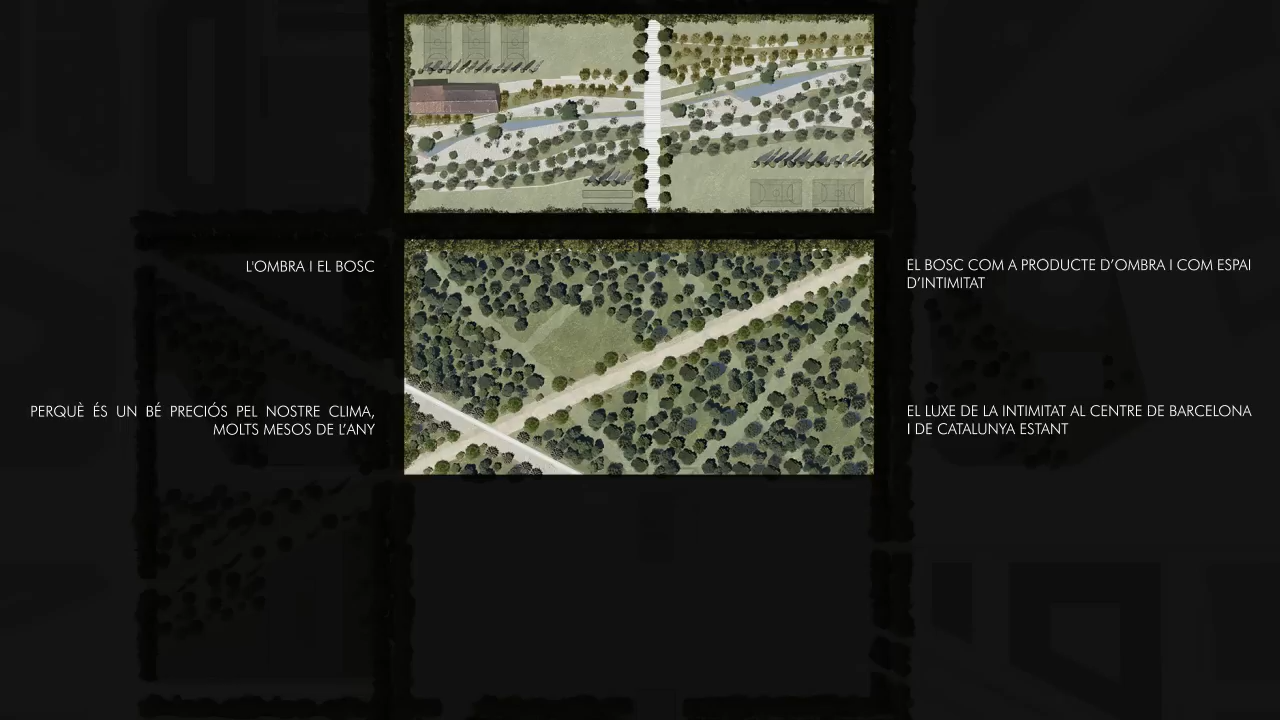 L'OMBRA I EL BOSC
PERQUÈ ÉS UN BÉ PRECIÓS PEL NOSTRE CLIMA,
MOLTS MESOS DE L’ANY
EL BOSC COM A PRODUCTE D’OMBRA I COM ESPAI
D’INTIMITAT
EL LUXE DE LA INTIMITAT AL CENTRE DE BARCELONA
I DE CATALUNYA ESTANT